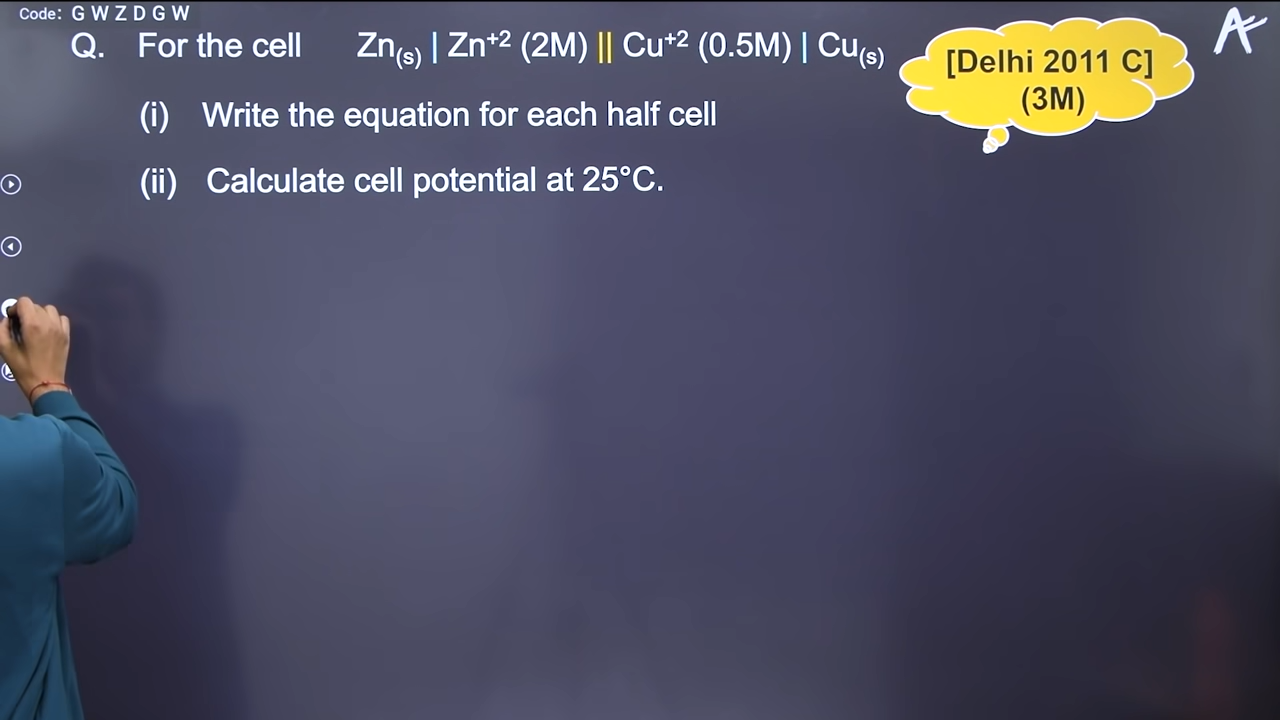 Code: G W Z D G W
Q. For the cell Zn(s) | Zn+2 (2M) || Cu+2 (0.5M) | Cu(s)
[Delhi 2011 C]
(3M)
(i) Write the equation for each half cell
(ii) Calculate cell potential at 25°C.